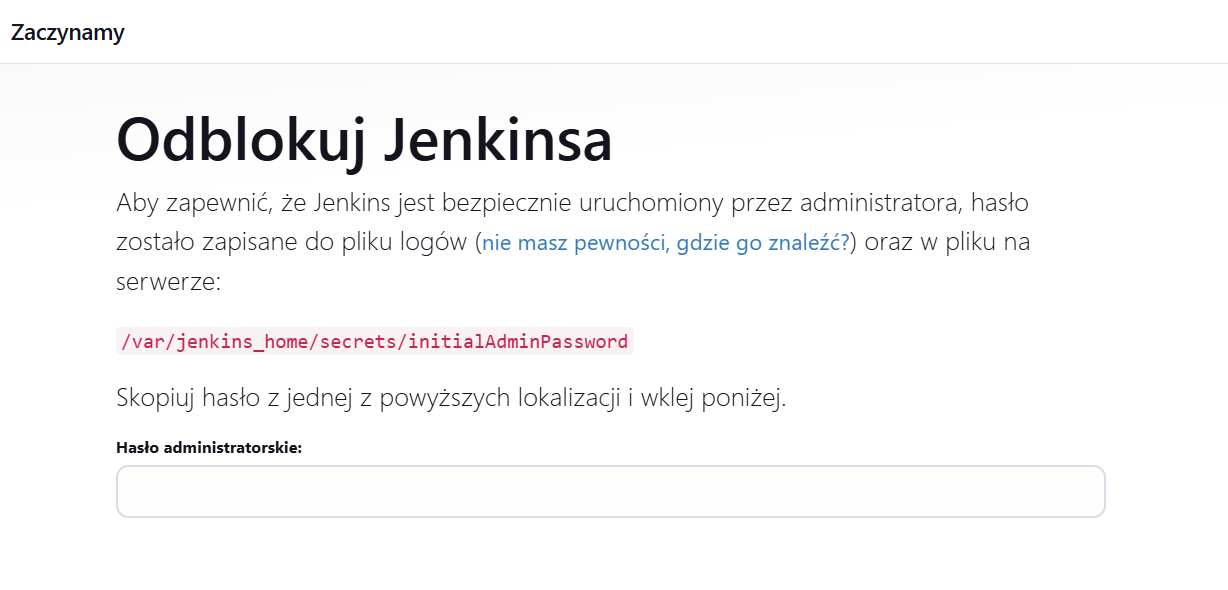 Zaczynamy
Odblokuj Jenkinsa
Aby zapewnić, że Jenkins jest bezpiecznie uruchomiony przez administratora, hasło
zostało zapisane do pliku logów (nie masz pewności, gdzie go znaleźć?) oraz w pliku na
serwerze:
/var/jenkins_home/secrets/initialAdminPassword
Skopiuj hasło z jednej z powyższych lokalizacji i wklej poniżej.
Hasło administratorskie: